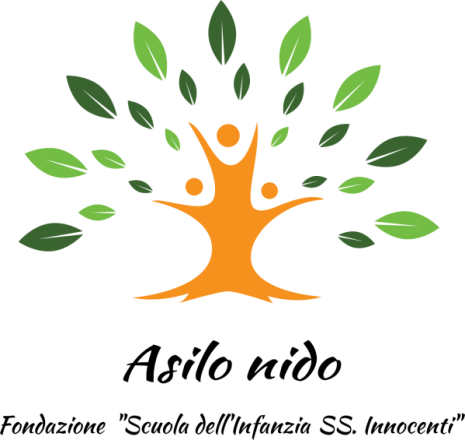 Asilo nido
Fondazione "Scuola dell'Infanzia SS. Innocenti"